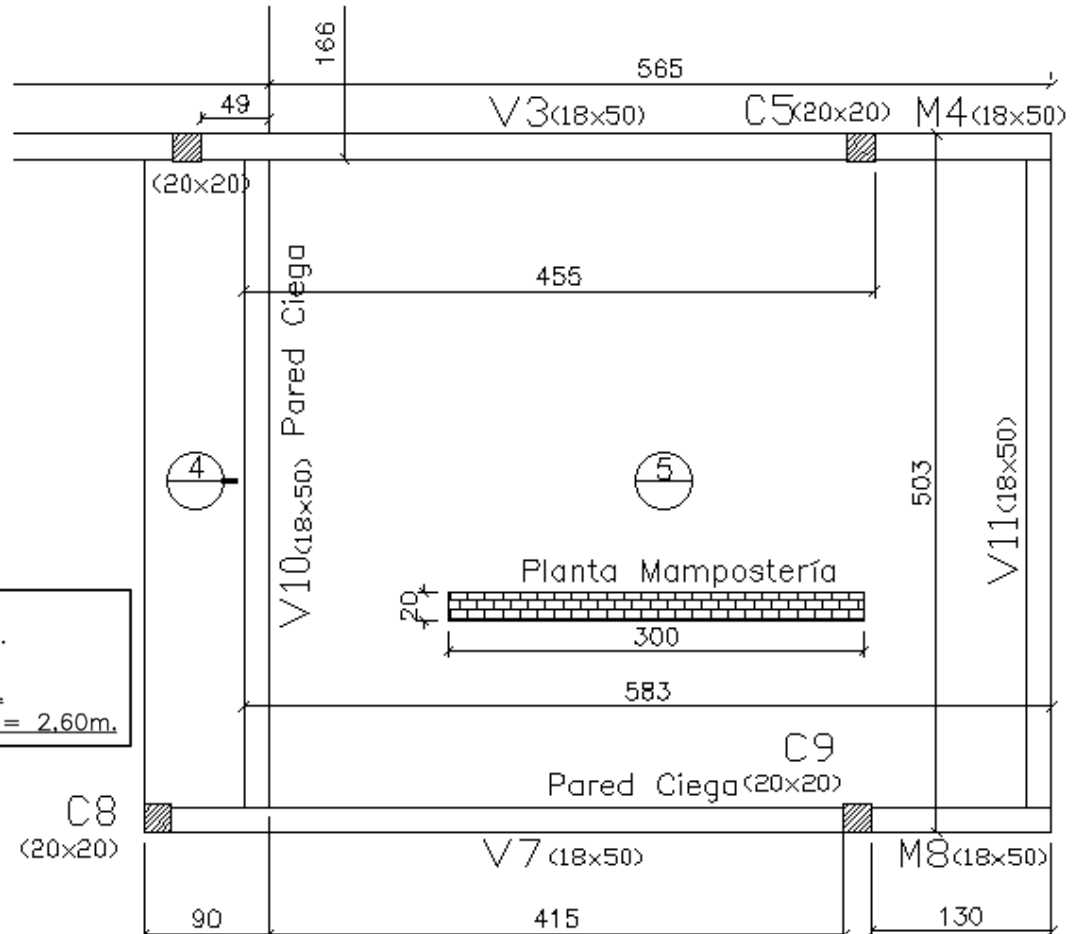 166
565
49
V3(18x50)
C5(20x20)
M4(18x50)
(20x20)
455
Pared Ciega
V10(18x50)
4
5
503
V11(18x50)
Planta Mampostería
20
300
583
= 2,60m.
C9
Pared Ciega(20x20)
C8
(20x20)
V7(18x50)
M8(18x50)
90
415
130